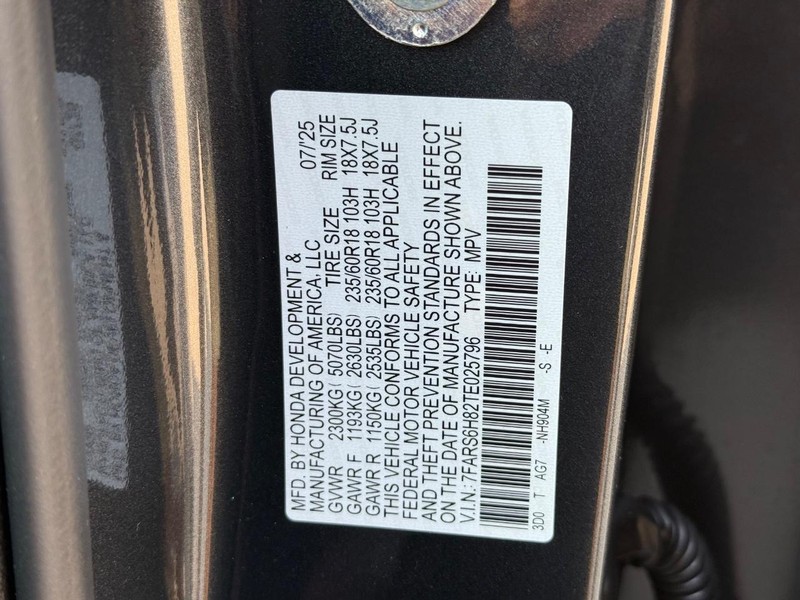 MFD. BY HONDA DEVELOPMENT &
MANUFACTURING OF AMERICA, LLC 07/'25
GVWR 2300KG( 5070LBS) TIRE SIZE RIM SIZE
GAWR F 1193KG( 2630LBS) 235/60R18 103H 18X7.5J
GAWR R 1150KG( 2535LBS) 235/60R18 103H 18X7.5J
THIS VEHICLE CONFORMS TO ALL APPLICABLE
FEDERAL MOTOR VEHICLE SAFETY
AND THEFT PREVENTION STANDARDS IN EFFECT
ON THE DATE OF MANUFACTURE SHOWN ABOVE.
V.I.N.: 7FARS6H82TE025796 TYPE: MPV
3D0 T AG7 -NH904M -S -E